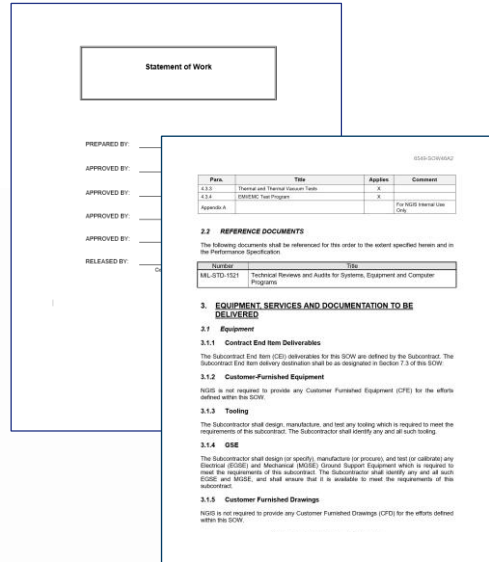 Statement of Work
PREPARED BY:
APPROVED BY:
APPROVED BY:
APPROVED BY:
APPROVED BY:
RELEASED BY:
Para. Title Applies Comment
4.3.3 Thermal and Thermal Vacuum Tests X
4.3.4 EMI/EMC Test Program X
Appendix A For NGIS Internal Use
Only.
2.2 REFERENCE DOCUMENTS
The following documents shall be referenced for this order to the extent specified herein and in
the Performance Specification.
Number Title
MIL-STD-1521 Technical Reviews and Audits for Systems, Equipment and Computer
Programs
3. EQUIPMENT, SERVICES AND DOCUMENTATION TO BE
DELIVERED
3.1 Equipment
3.1.1 Contract End Item Deliverables
The Subcontract End Item (CEI) deliverables for this SOW are defined by the Subcontract. The
Subcontract End Item delivery destination shall be as designated in Section 7.3 of this SOW.
3.1.2 Customer-Furnished Equipment
NGIS is not required to provide any Customer Furnished Equipment (CFE) for the efforts
defined within this SOW.
3.1.3 Tooling
The Subcontractor shall design, manufacture, and test any tooling which is required to meet the
requirements of this subcontract. The Subcontractor shall identify any and all such tooling.
3.1.4 GSE
The Subcontractor shall design (or specify), manufacture (or procure), and test (or calibrate) any
Electrical (EGSE) and Mechanical (MGSE) Ground Support Equipment which is required to
meet the requirements of this subcontract. The Subcontractor shall identify any and all such
EGSE and MGSE, and shall ensure that it is available to meet the requirements of this
subcontract.
3.1.5 Customer Furnished Drawings
NGIS is not required to provide any Customer Furnished Drawings (CFD) for the efforts defined
within this SOW.